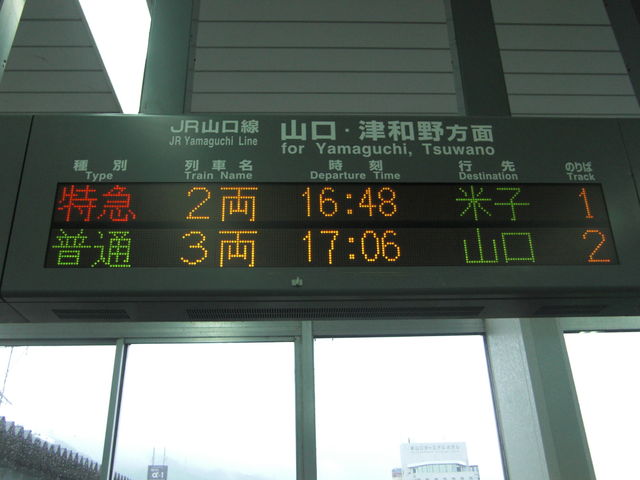 JR山口線 山口・津和野方面
JR Yamaguchi Line for Yamaguchi, Tsuwano
種別 列車名 時刻 行先 のりば
Type Train Name Departure Time Destination Track
特急 2両 16:48 米子 1
普通 3両 17:06 山口 2
α-1